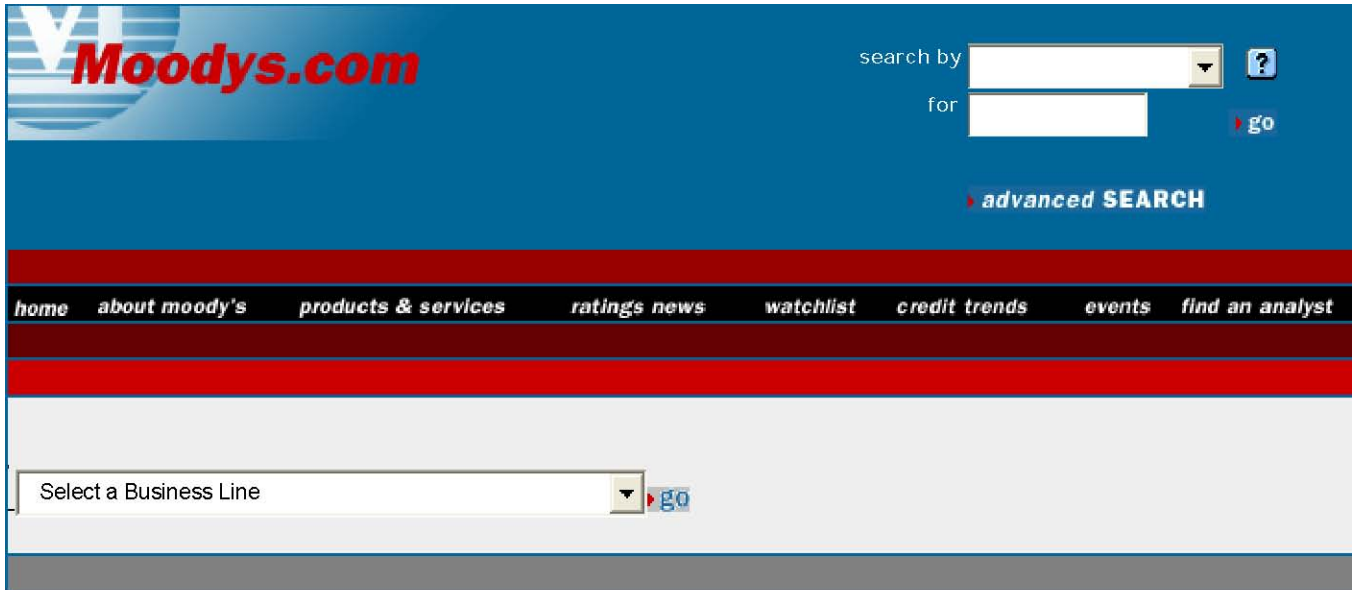 Moodys.com
search by
?
for
go
advanced SEARCH
home about moody's products & services ratings news watchlist credit trends events find an analyst
Select a Business Line
go